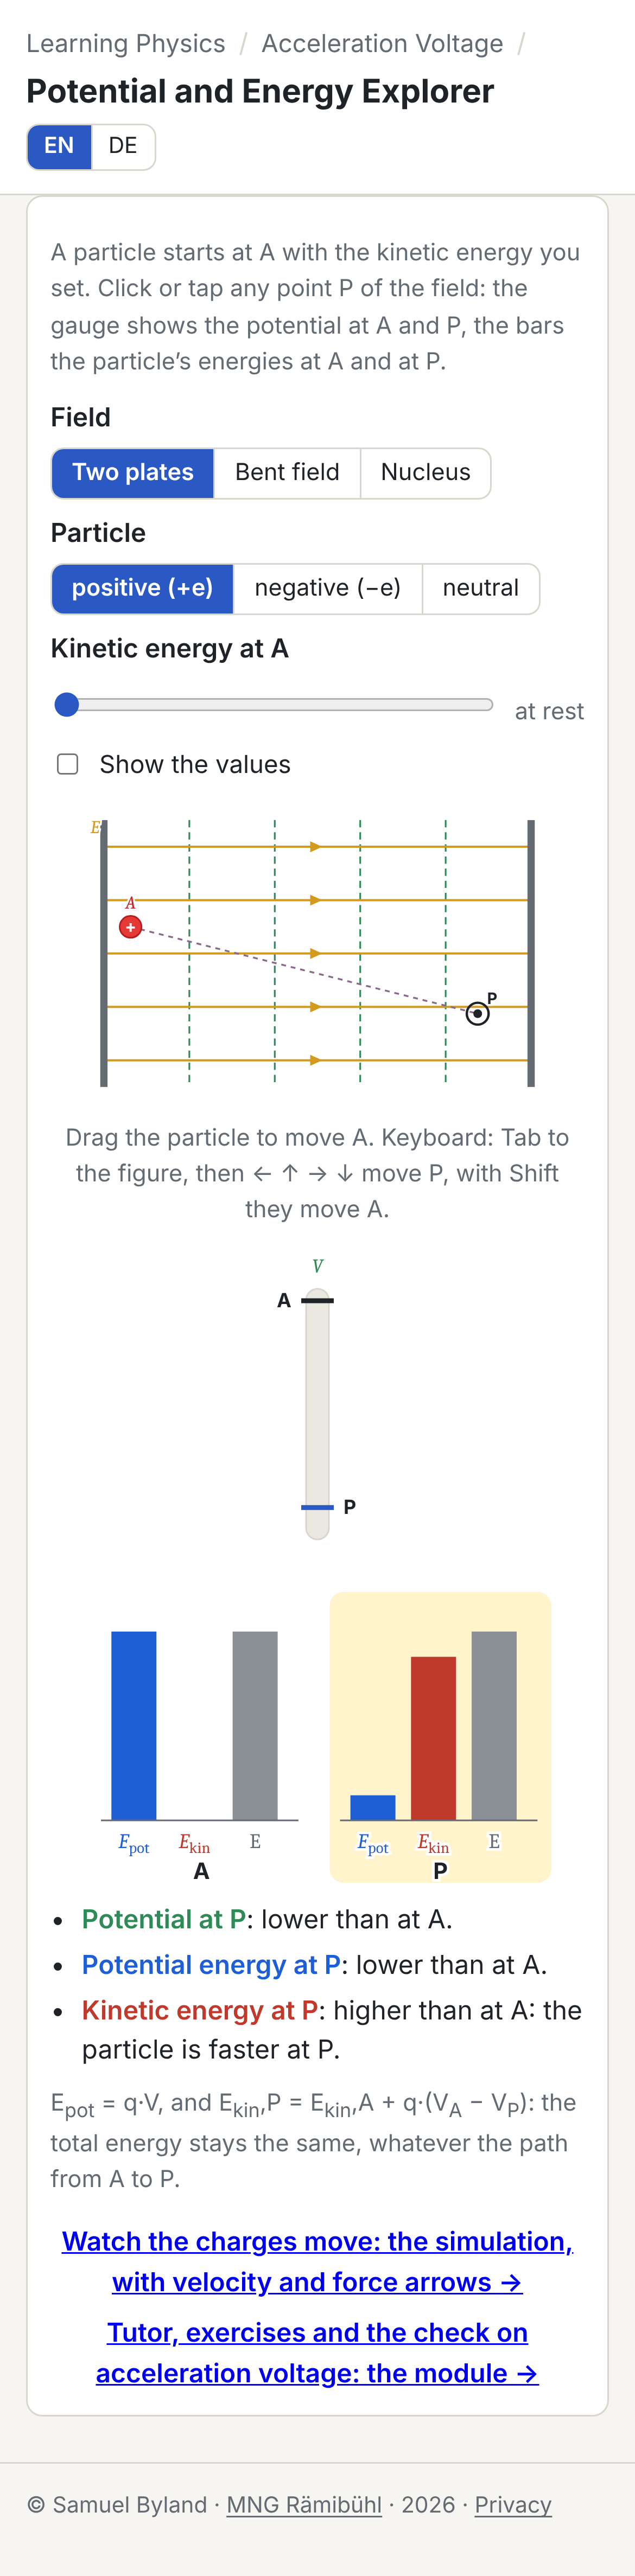 Learning Physics / Acceleration Voltage /
Potential and Energy Explorer
EN DE
A particle starts at A with the kinetic energy you
set. Click or tap any point P of the field: the
gauge shows the potential at A and P, the bars
the particle’s energies at A and at P.
Field
Two plates Bent field Nucleus
Particle
positive (+e) negative (−e) neutral
Kinetic energy at A
at rest
Show the values
E
A
+
P
Drag the particle to move A. Keyboard: Tab to
the figure, then ← ↑ → ↓ move P, with Shift
they move A.
V
A
P
Epot Ekin E Epot Ekin E
A P
• Potential at P: lower than at A.
• Potential energy at P: lower than at A.
• Kinetic energy at P: higher than at A: the
particle is faster at P.
Epot = q·V, and Ekin,P = Ekin,A + q·(VA − VP): the
total energy stays the same, whatever the path
from A to P.
Watch the charges move: the simulation,
with velocity and force arrows →
Tutor, exercises and the check on
acceleration voltage: the module →
© Samuel Byland · MNG Rämibühl · 2026 · Privacy